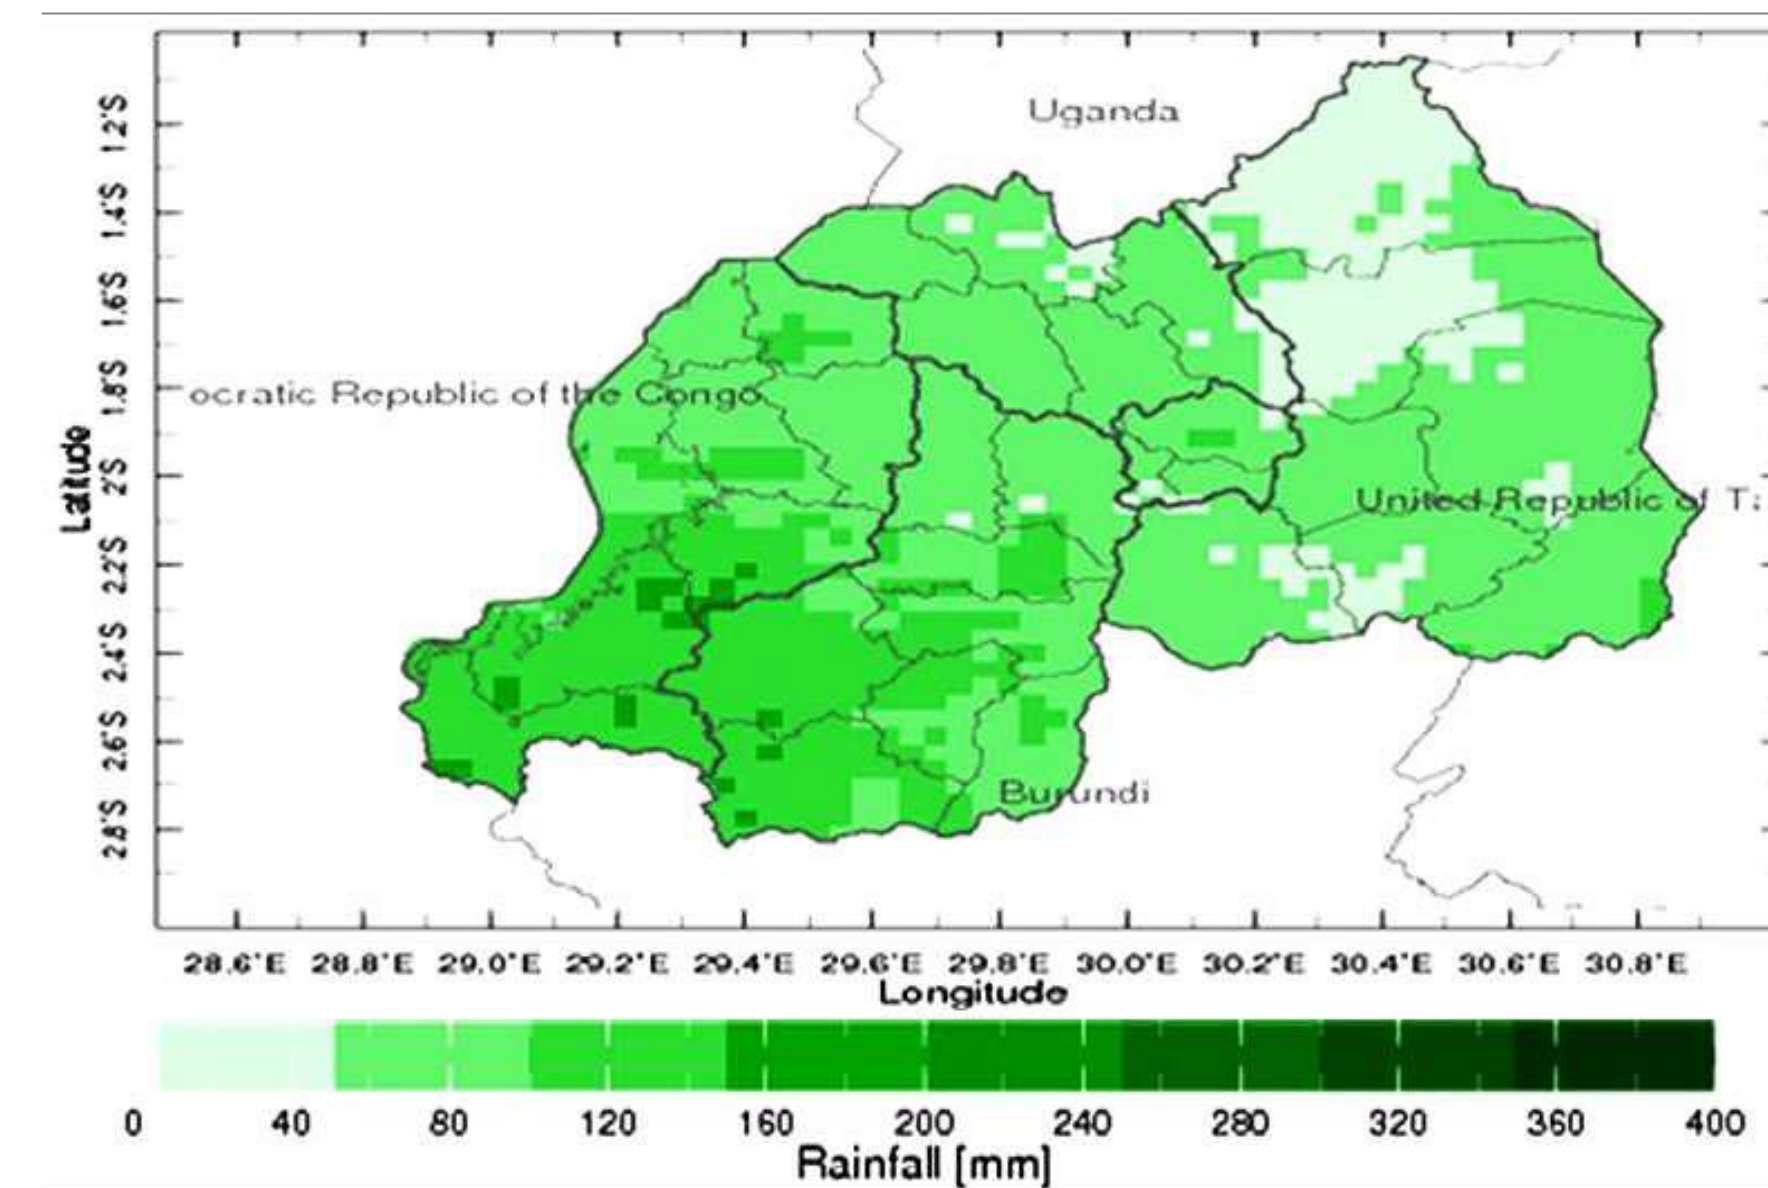 Uganda
ocratic Republic of the Congo
United Republic of Ta
Burundi
Latitude
1.2°S
1.4°S
1.6°S
1.8°S
2°S
2.2°S
2.4°S
2.6°S
2.8°S
28.6°E 28.8°E 29.0°E 29.2°E 29.4°E 29.6°E 29.8°E 30.0°E 30.2°E 30.4°E 30.6°E 30.8°E
Longitude
0 40 80 120 160 200 240 280 320 360 400
Rainfall [mm]